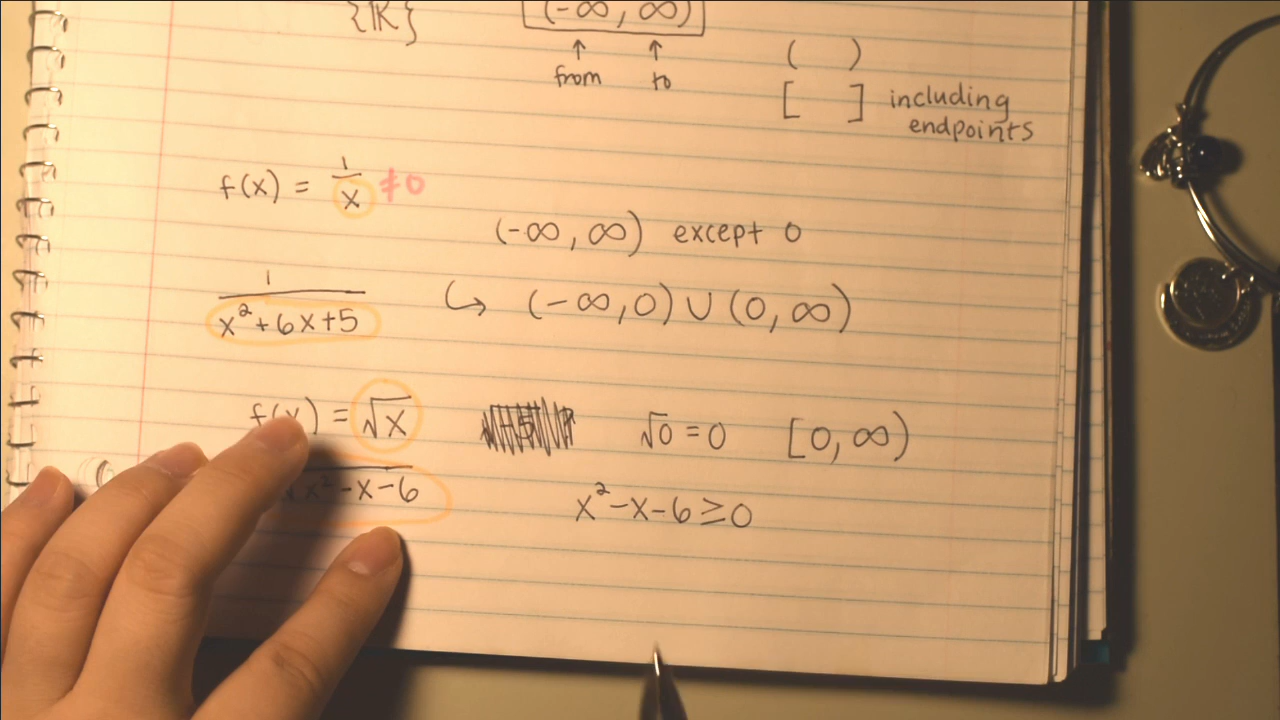 {ℝ} (-∞, ∞)
↑ ↑
from to
( )
[ ] including
endpoints
f(x) = 1/x ≠0
(-∞, ∞) except 0
1/(x²+6x+5) ↪ (-∞,0)∪(0,∞)
f(x) = √x √0 = 0 [0,∞)
√x²-x-6
x²-x-6≥0